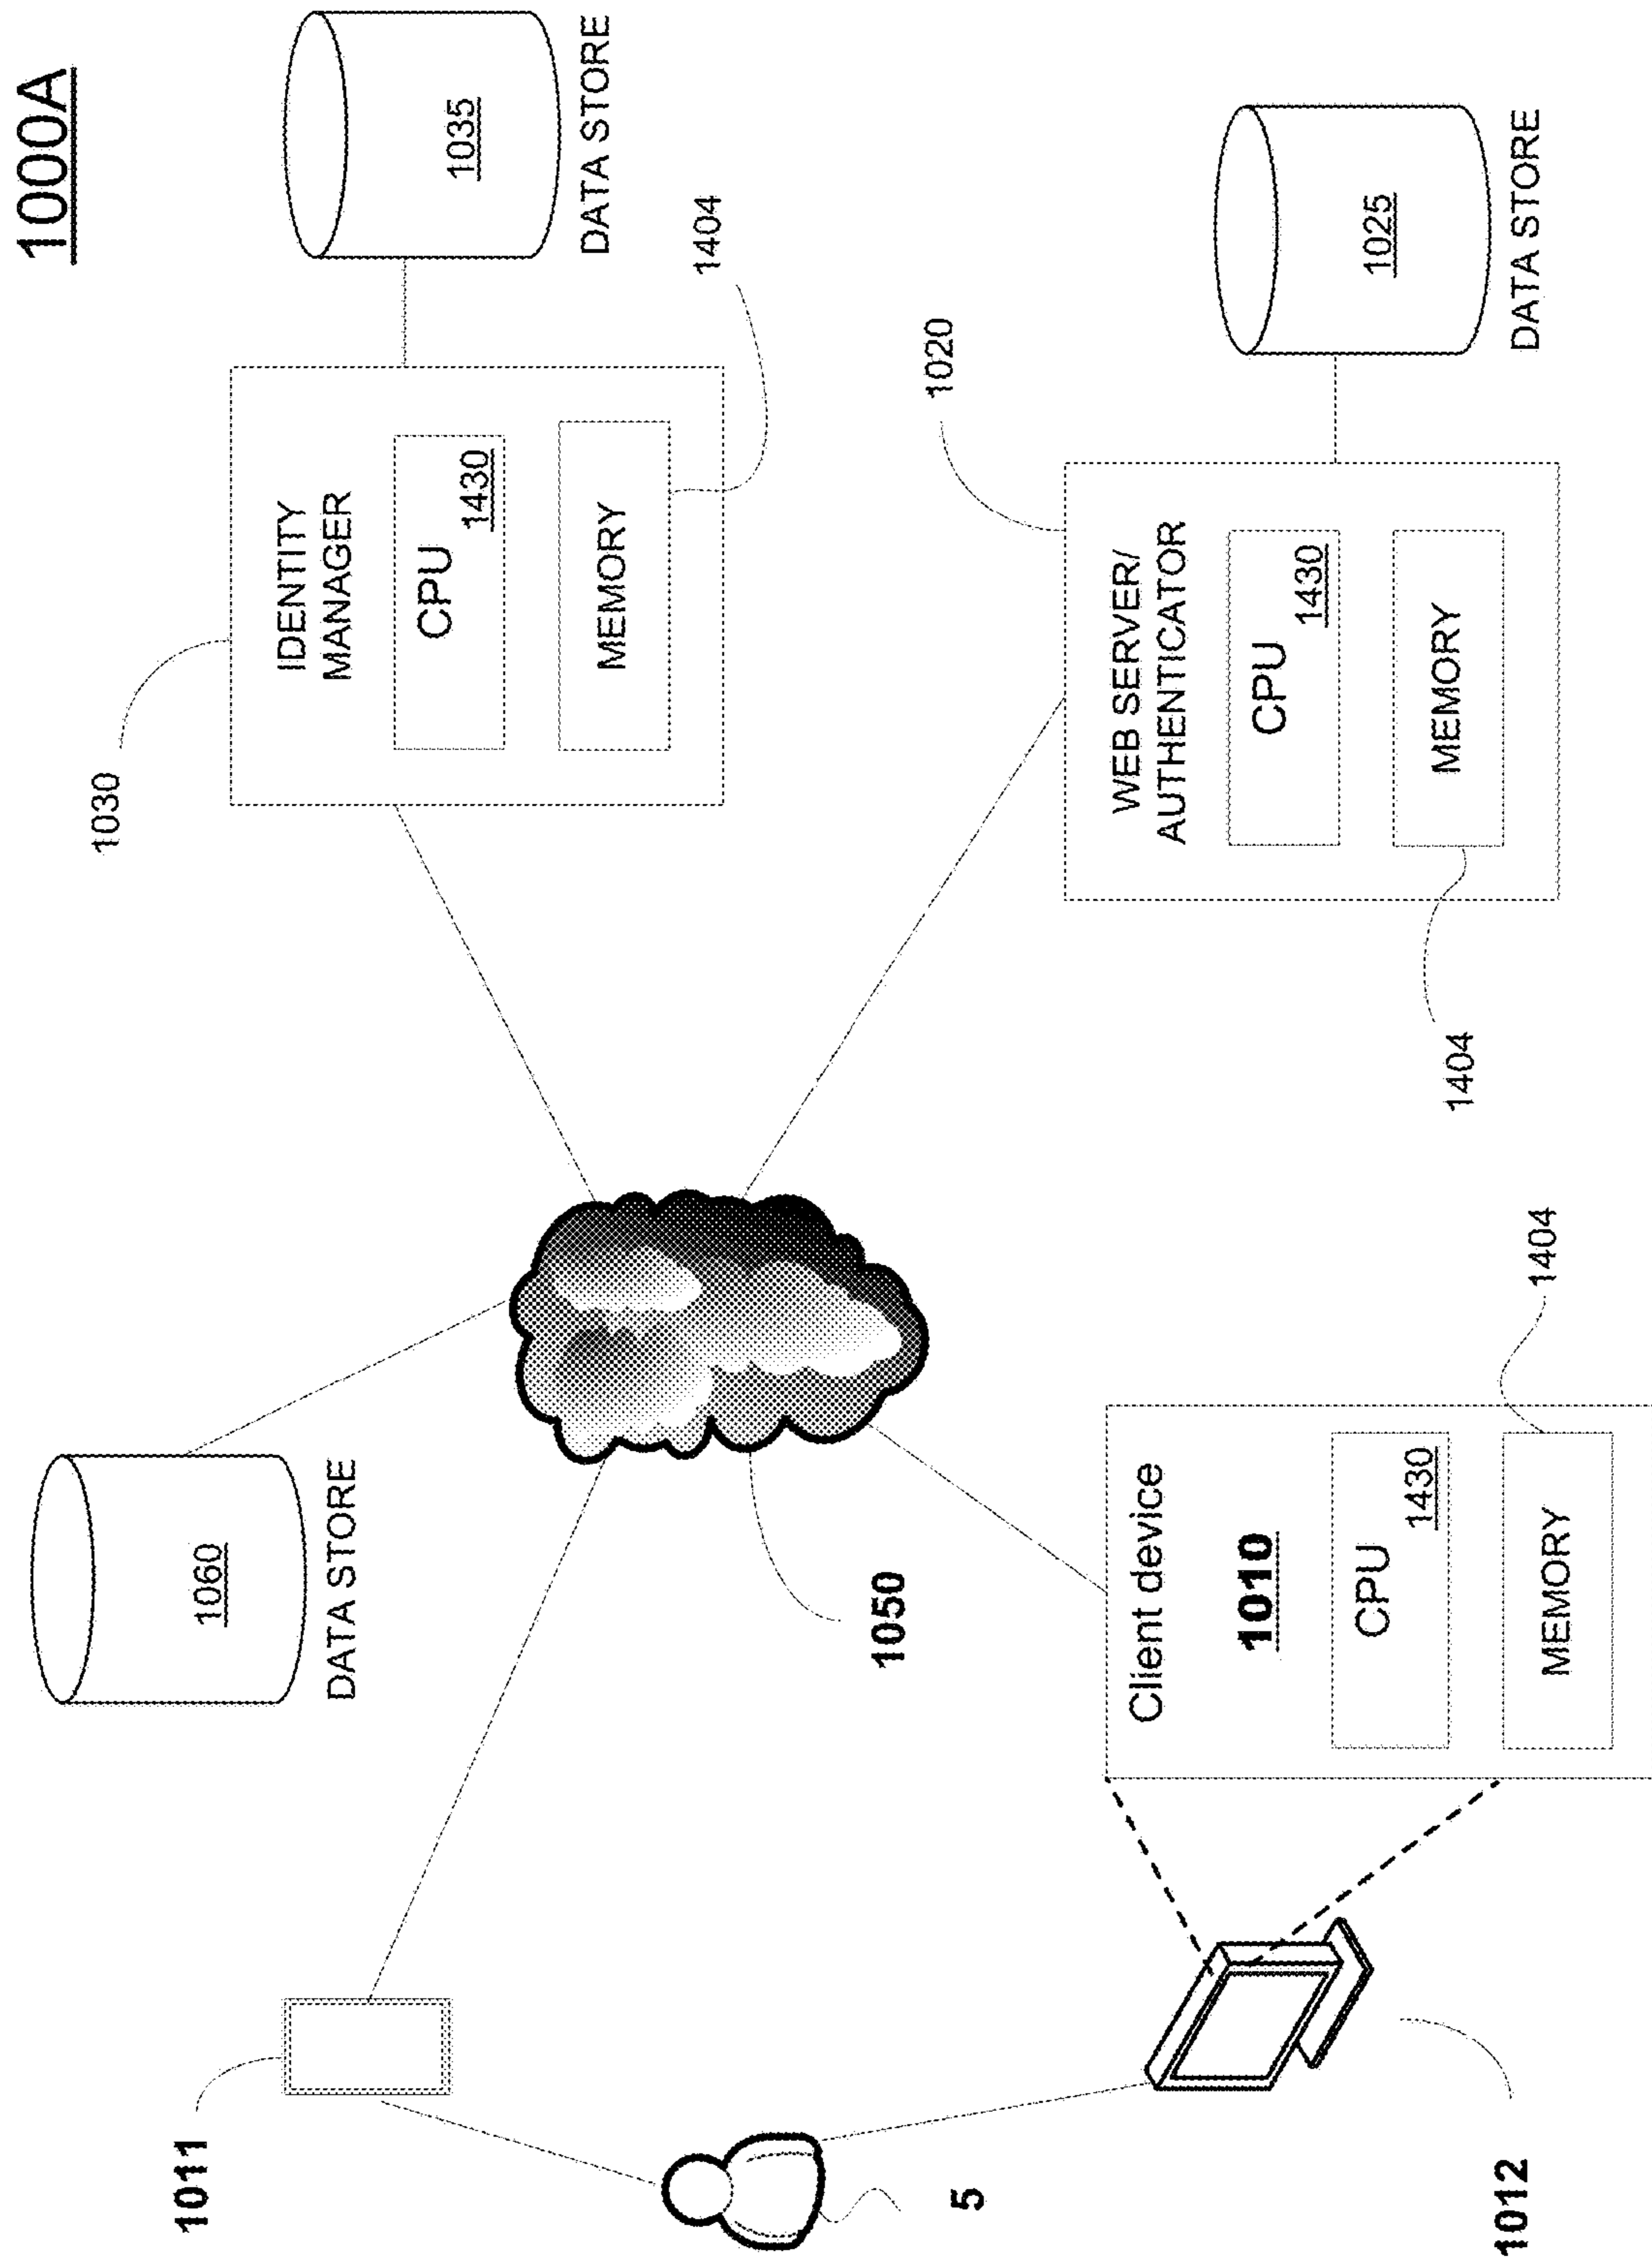 1000A
1060
DATA STORE
1030
IDENTITY
MANAGER
CPU
1430
MEMORY
1404
1035
DATA STORE
1011
5
1012
1050
Client device
1010
CPU
1430
MEMORY
1404
1020
WEB SERVER/
AUTHENTICATOR
CPU
1430
MEMORY
1404
1025
DATA STORE